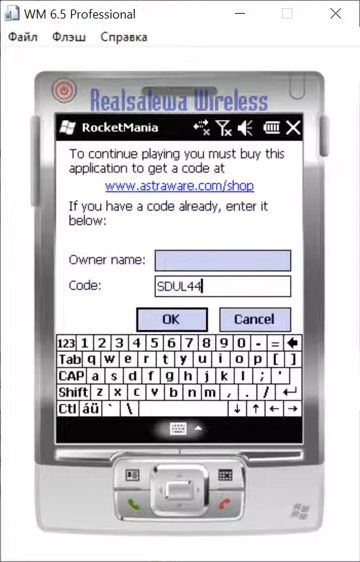 WM 6.5 Professional
Файл Флэш Справка
Realsalewa Wireless
RocketMania
To continue playing you must buy this
application to get a code at
www.astraware.com/shop
If you have a code already, enter it
below:
Owner name:
Code: SDUL44
OK Cancel
123 1 2 3 4 5 6 7 8 9 0 - =
Tab q w e r t y u i o p [ ]
CAP a s d f g h j k l ; '
Shift z x c v b n m , . /
Ctl áü ` \